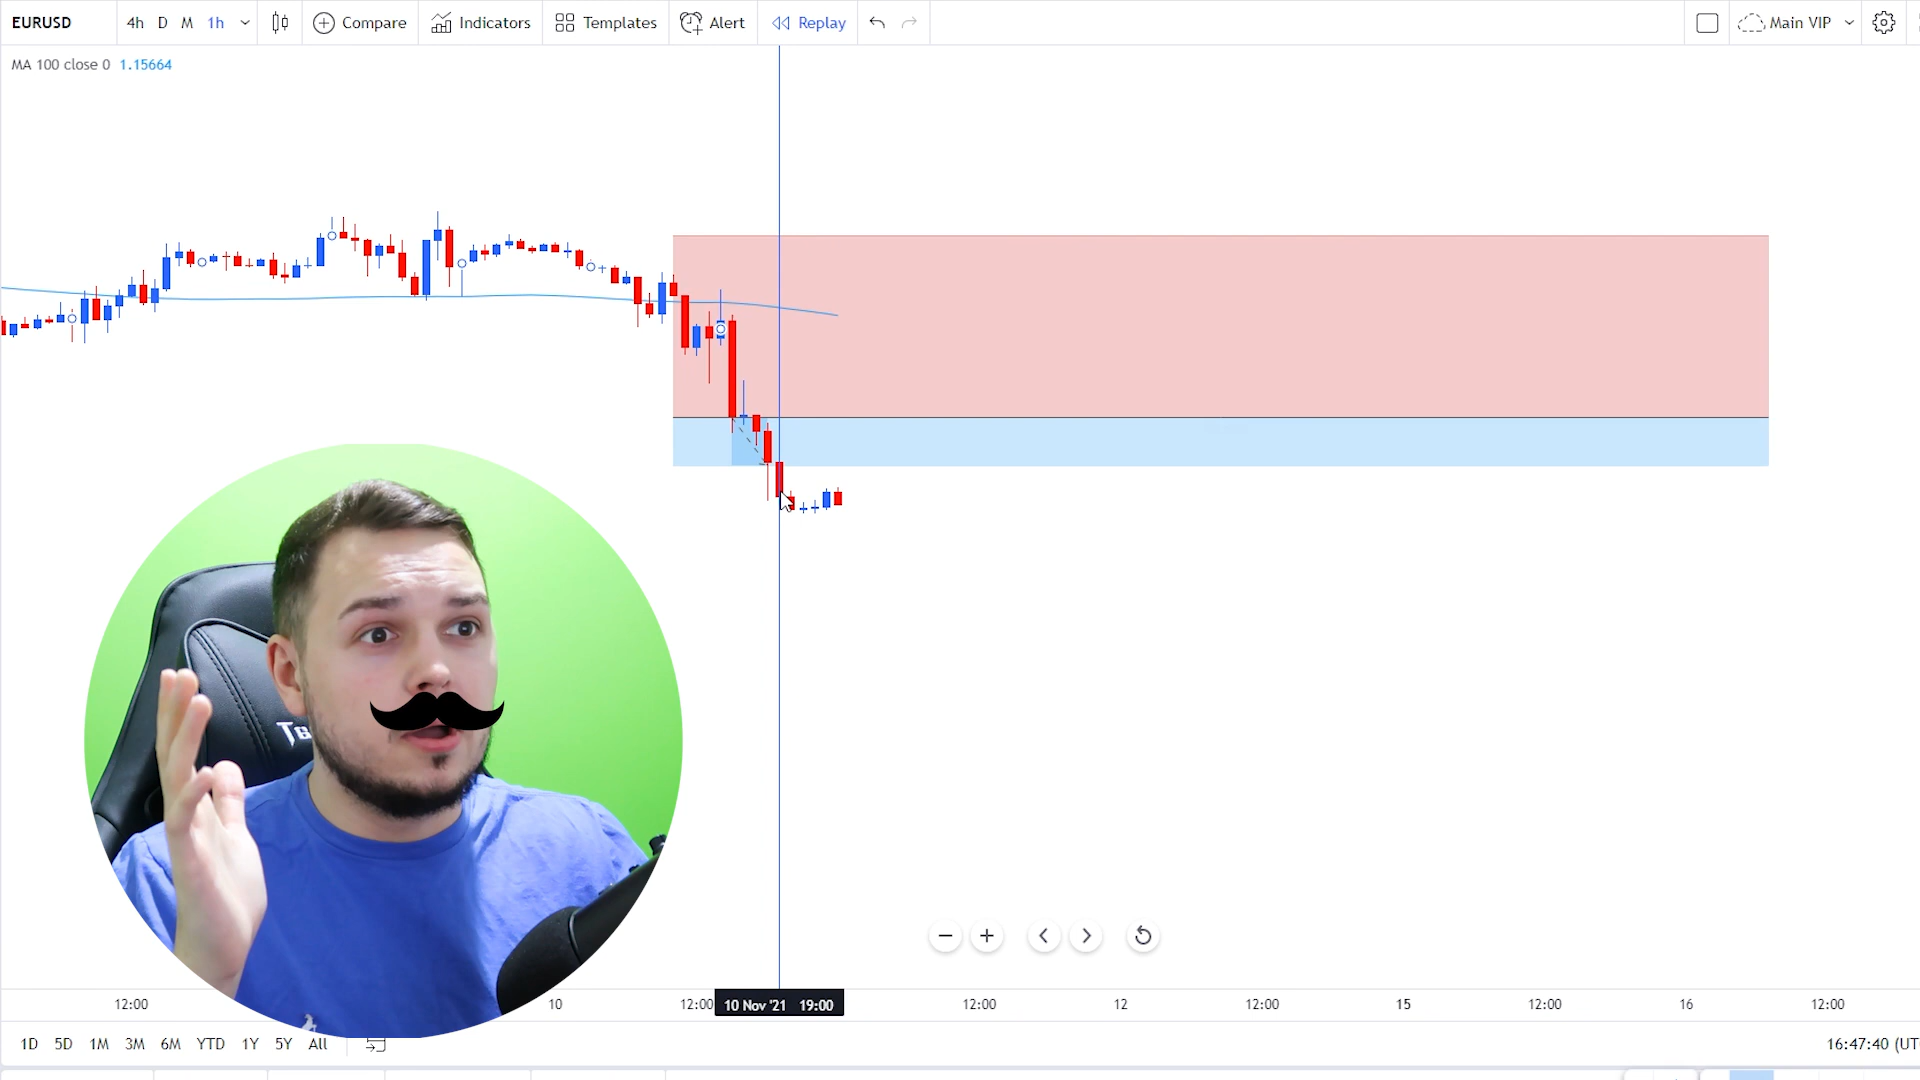 EURUSD 4h D M 1h Compare Indicators Templates Alert Replay Main VIP
MA 100 close 0 1.15664
12:00 10 12:00 10 Nov '21 19:00 12:00 12 12:00 15 12:00 16 12:00
1D 5D 1M 3M 6M YTD 1Y 5Y All 16:47:40 (UT